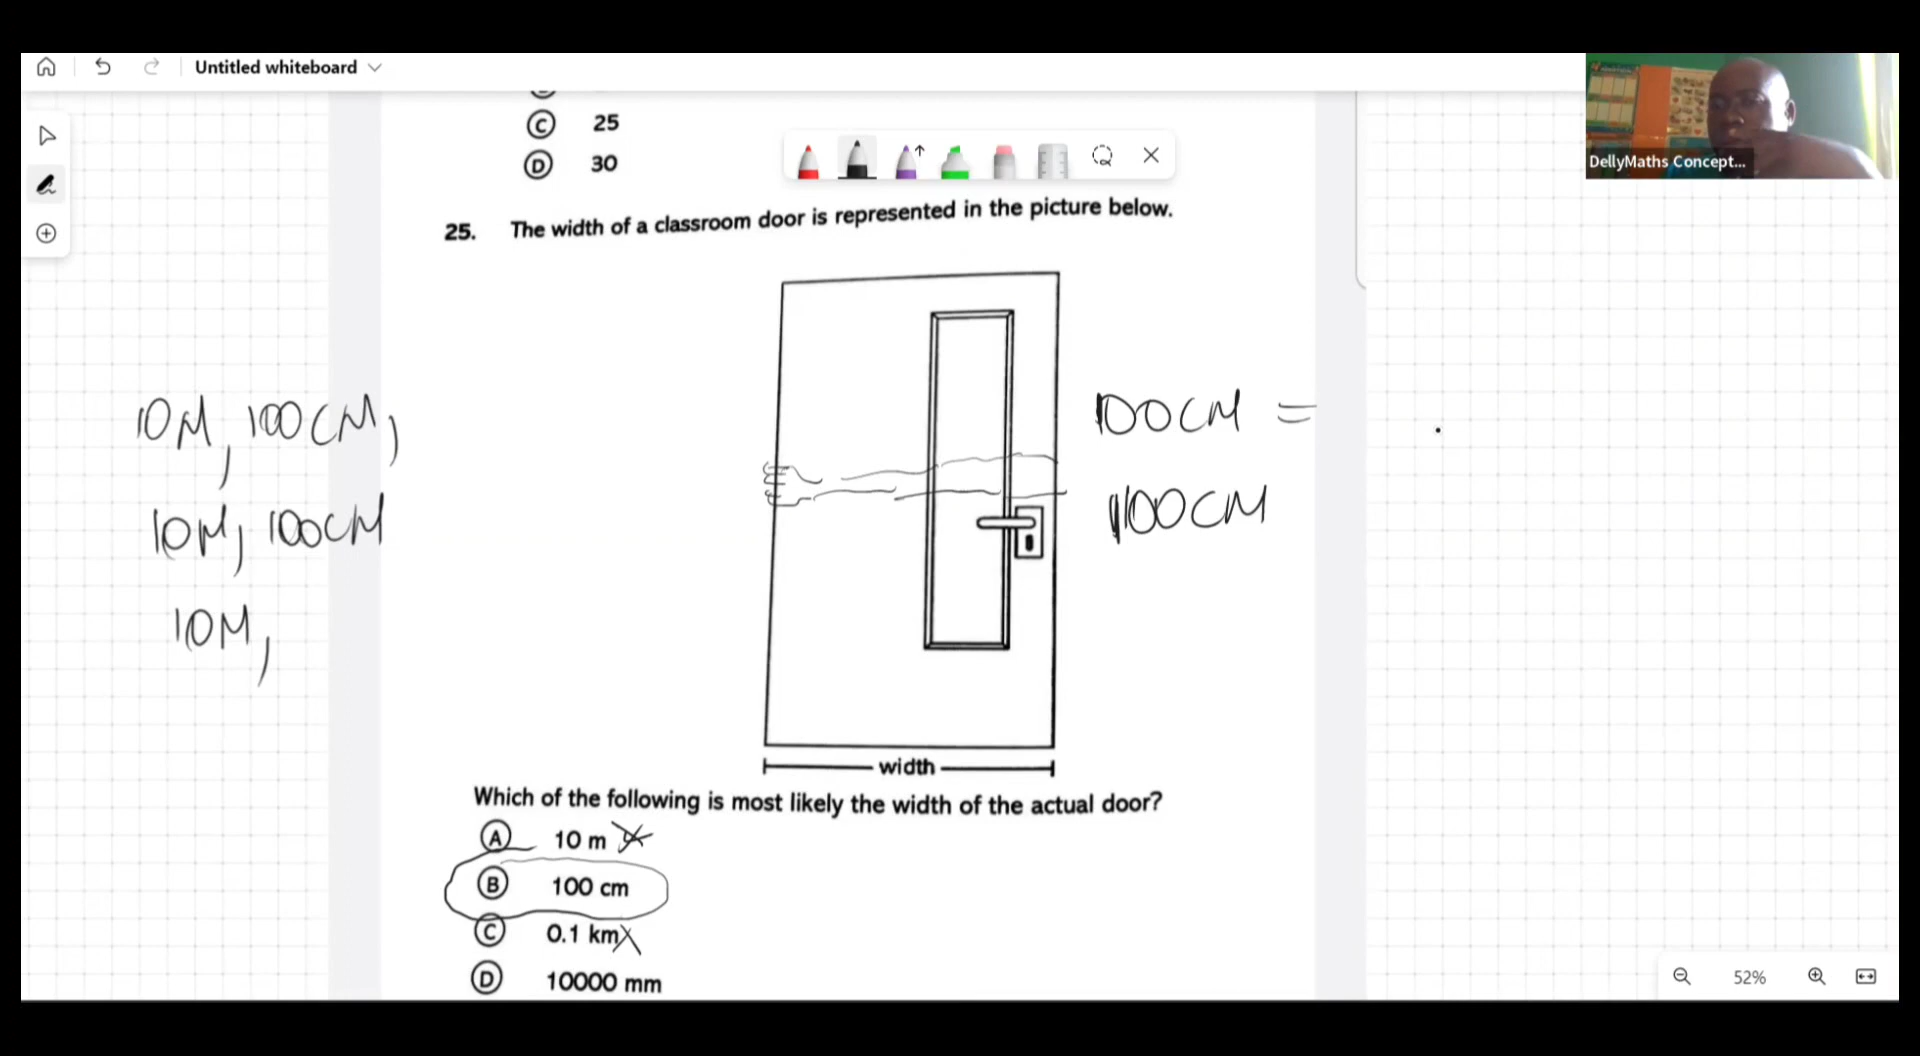 Untitled whiteboard
C 25
D 30
DellyMaths Concept...
25. The width of a classroom door is represented in the picture below.
10M, 100CM,
10M, 100CM
10M,
100CM =
100CM
width
Which of the following is most likely the width of the actual door?
A 10 m
B 100 cm
C 0.1 km
D 10000 mm
52%